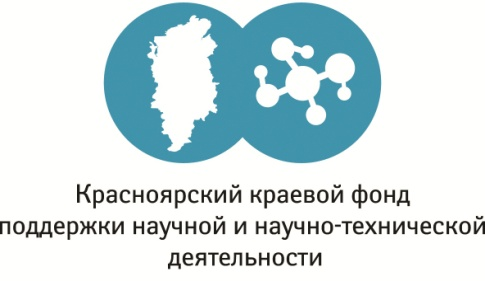 Красноярский краевой фонд
поддержки научной и научно-технической
деятельности